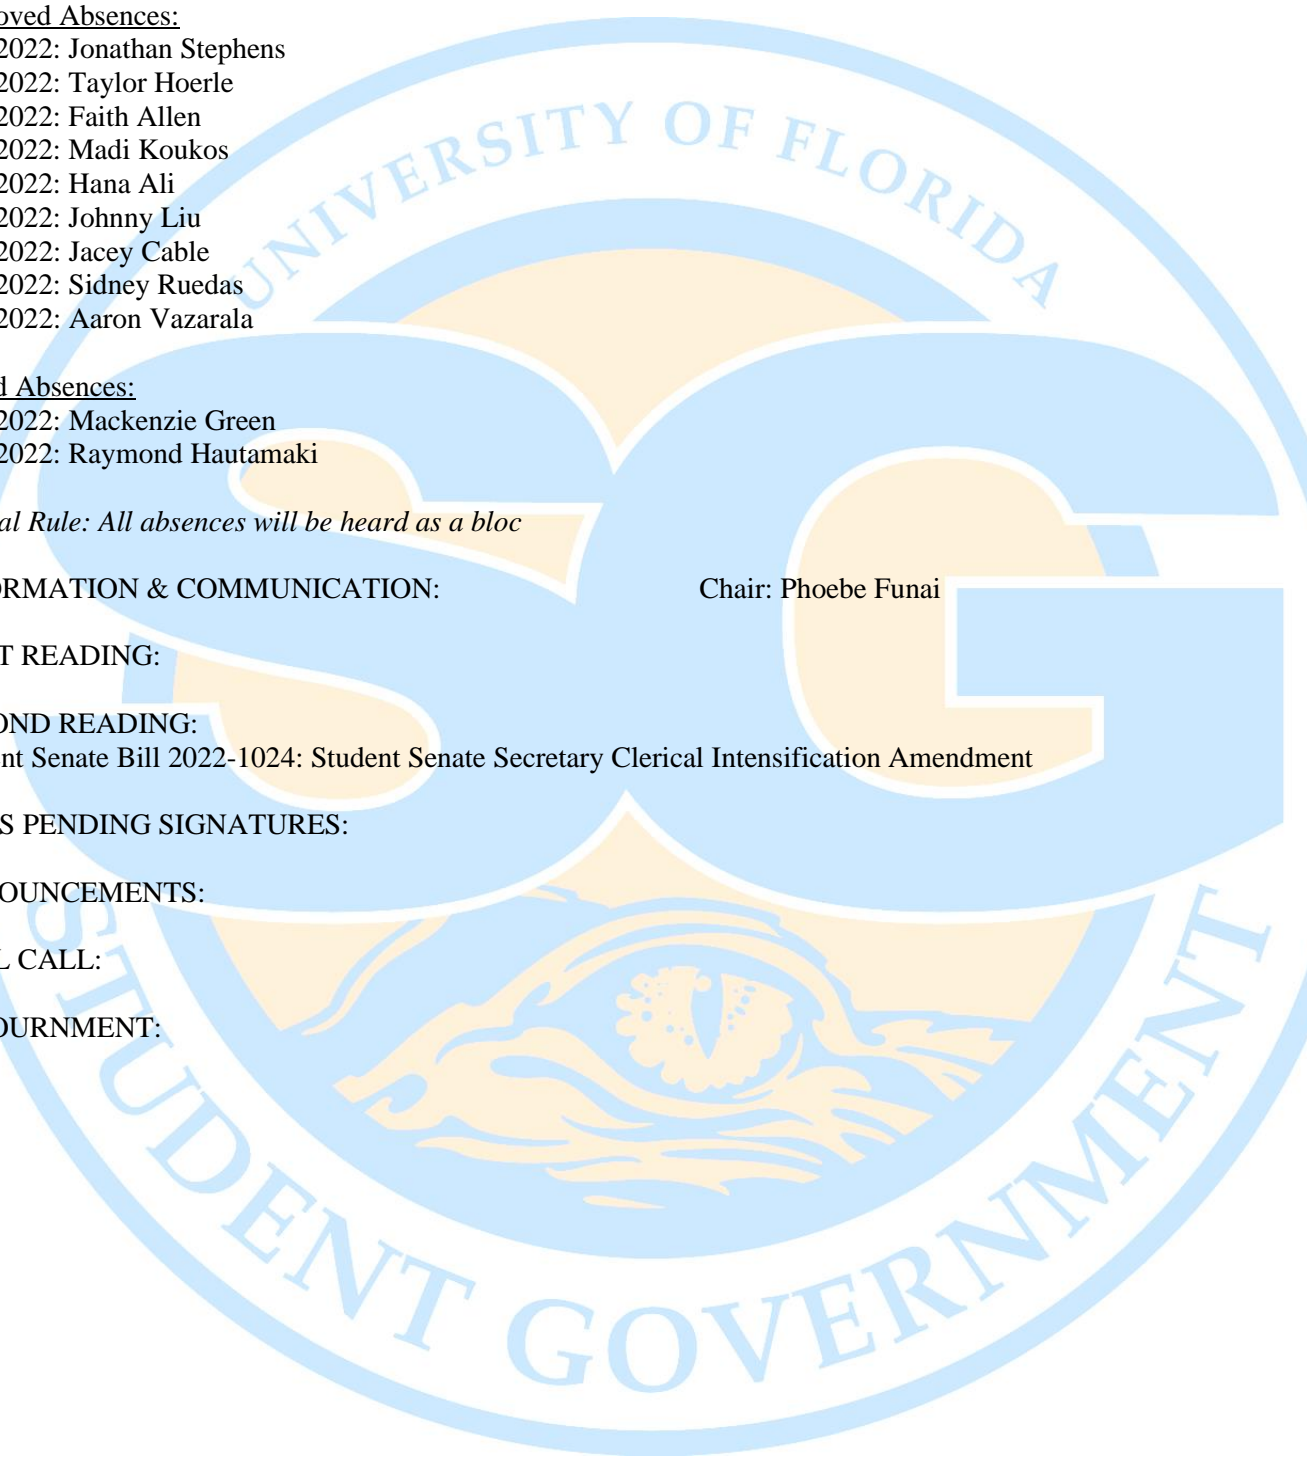 oved Absences:
2022: Jonathan Stephens
2022: Taylor Hoerle
2022: Faith Allen
2022: Madi Koukos
2022: Hana Ali
2022: Johnny Liu
2022: Jacey Cable
2022: Sidney Ruedas
2022: Aaron Vazarala
d Absences:
2022: Mackenzie Green
2022: Raymond Hautamaki
al Rule: All absences will be heard as a bloc
ORMATION & COMMUNICATION: Chair: Phoebe Funai
T READING:
OND READING:
nt Senate Bill 2022-1024: Student Senate Secretary Clerical Intensification Amendment
S PENDING SIGNATURES:
OUNCEMENTS:
L CALL:
OURNMENT:
UNIVERSITY OF FLORIDA
SG
STUDENT GOVERNMENT